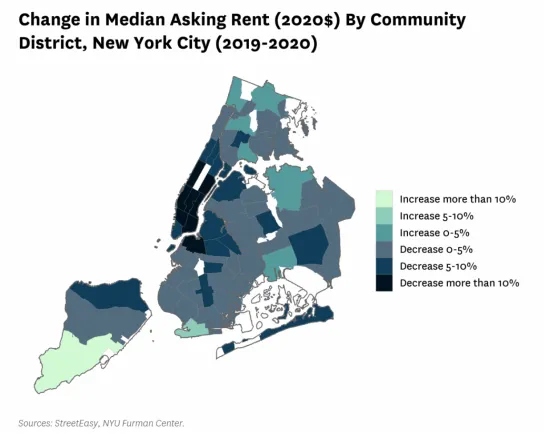 Change in Median Asking Rent (2020$) By Community
District, New York City (2019-2020)
Increase more than 10%
Increase 5-10%
Increase 0-5%
Decrease 0-5%
Decrease 5-10%
Decrease more than 10%
Sources: StreetEasy, NYU Furman Center.